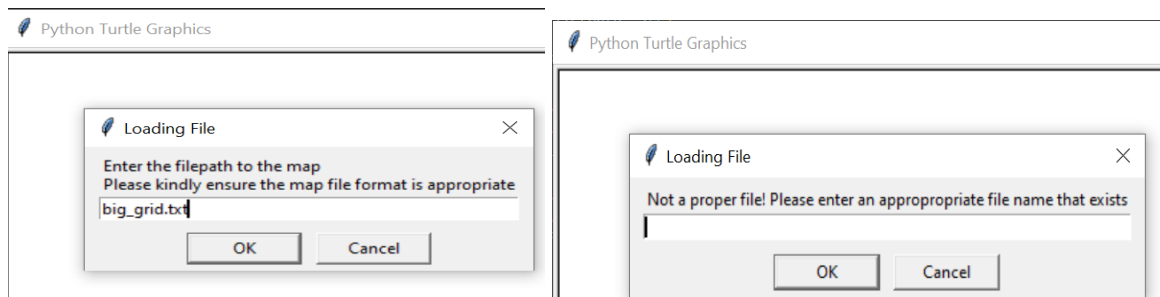 Python Turtle Graphics
Loading File
Enter the filepath to the map
Please kindly ensure the map file format is appropriate
big_grid.txt
OK
Cancel
Python Turtle Graphics
Loading File
Not a proper file! Please enter an appropropriate file name that exists
OK
Cancel